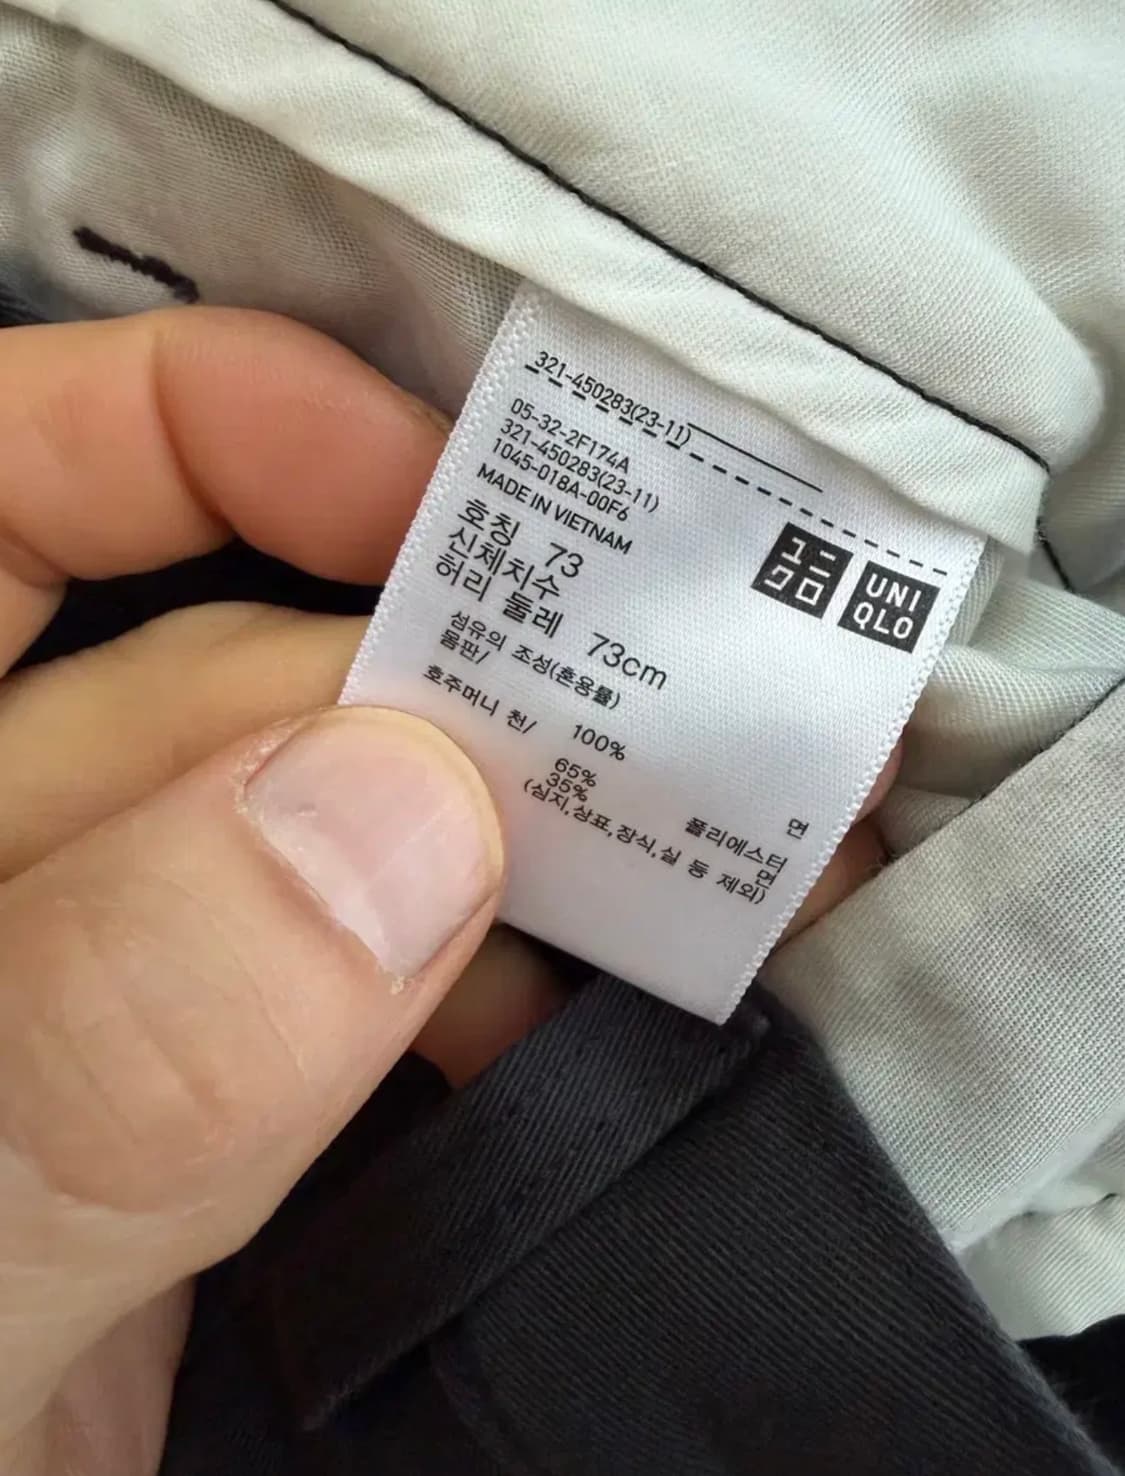 321-450283(23-11)
05-32-2F174A
321-450283(23-11)
1045-018A-00F6
MADE IN VIETNAM
ユニ
クロ
UNI
QLO
호칭 73
신체치수
허리 둘레 73cm
섬유의 조성(혼용률)
몸판/
100% 면
호주머니 천/
65% 폴리에스터
35% 면
(심지,상표,장식,실 등 제외)